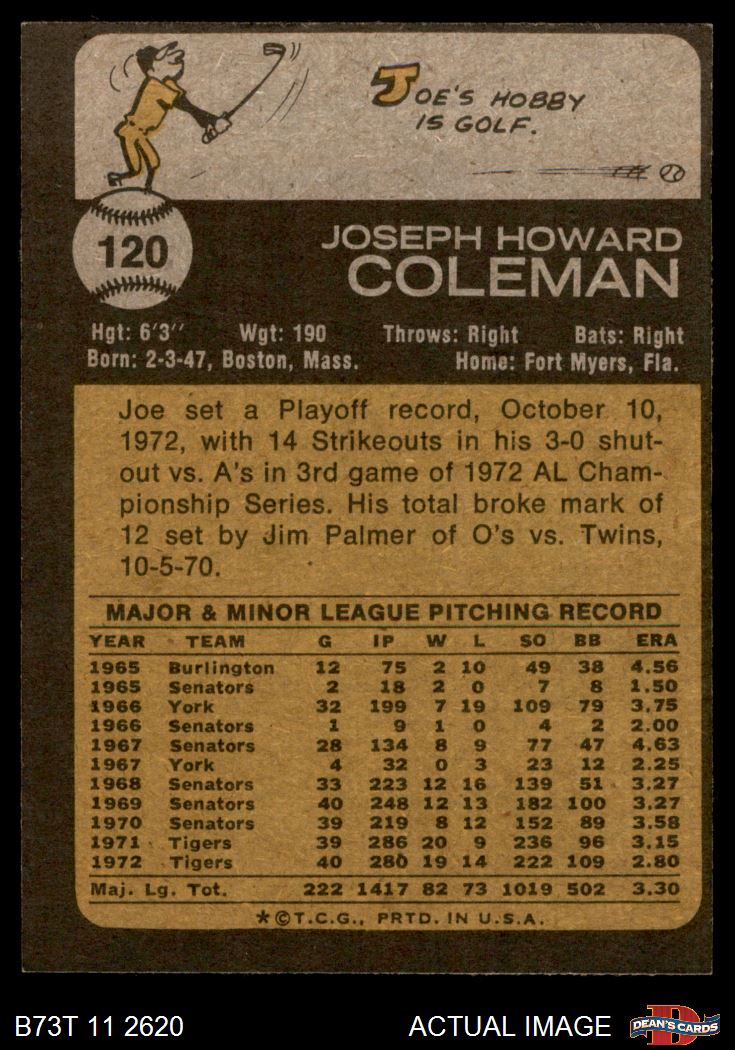 JOE'S HOBBY
IS GOLF.
120
JOSEPH HOWARD
COLEMAN
Hgt: 6'3" Wgt: 190 Throws: Right Bats: Right
Born: 2-3-47, Boston, Mass. Home: Fort Myers, Fla.
Joe set a Playoff record, October 10,
1972, with 14 Strikeouts in his 3-0 shut-
out vs. A's in 3rd game of 1972 AL Cham-
pionship Series. His total broke mark of
12 set by Jim Palmer of O's vs. Twins,
10-5-70.
MAJOR & MINOR LEAGUE PITCHING RECORD
YEAR TEAM G IP W L SO BB ERA
1965 Burlington 12 75 2 10 49 38 4.56
1965 Senators 2 18 2 0 7 8 1.50
1966 York 32 199 7 19 109 79 3.75
1966 Senators 1 9 1 0 4 2 2.00
1967 Senators 28 134 8 9 77 47 4.63
1967 York 4 32 0 3 23 12 2.25
1968 Senators 33 223 12 16 139 51 3.27
1969 Senators 40 248 12 13 182 100 3.27
1970 Senators 39 219 8 12 152 89 3.58
1971 Tigers 39 286 20 9 236 96 3.15
1972 Tigers 40 280 19 14 222 109 2.80
Maj. Lg. Tot. 222 1417 82 73 1019 502 3.30
*©T.C.G., PRTD. IN U.S.A.
B73T 11 2620 ACTUAL IMAGE D DEAN'S CARDS